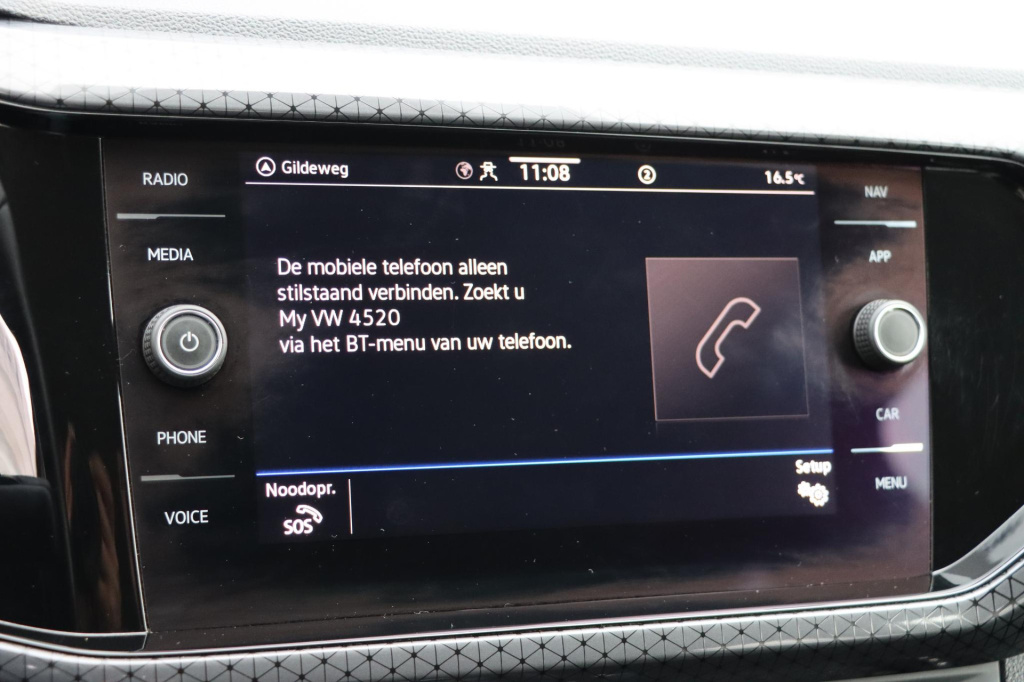 RADIO
MEDIA
PHONE
VOICE
Gildeweg
11:08
2
16.5°C
De mobiele telefoon alleen
stilstaand verbinden. Zoekt u
My VW 4520
via het BT-menu van uw telefoon.
Noodopr.
SOS
Setup
NAV
APP
CAR
MENU